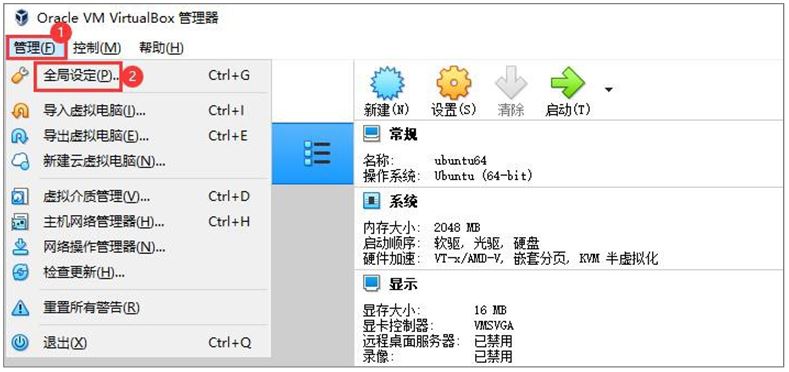 Oracle VM VirtualBox 管理器
1
管理(F) 控制(M) 帮助(H)
全局设定(P)... 2 Ctrl+G
导入虚拟电脑(I)... Ctrl+I
导出虚拟电脑(E)... Ctrl+E
新建云虚拟电脑(N)...
虚拟介质管理(V)... Ctrl+D
主机网络管理器(H)... Ctrl+H
网络操作管理器(N)...
检查更新(H)...
重置所有警告(R)
退出(X) Ctrl+Q
新建(N) 设置(S) 清除 启动(T)
常规
名称: ubuntu64
操作系统: Ubuntu (64-bit)
系统
内存大小: 2048 MB
启动顺序: 软驱, 光驱, 硬盘
硬件加速: VT-x/AMD-V, 嵌套分页, KVM 半虚拟化
显示
显存大小: 16 MB
显卡控制器: VMSVGA
远程桌面服务器: 已禁用
录像: 已禁用